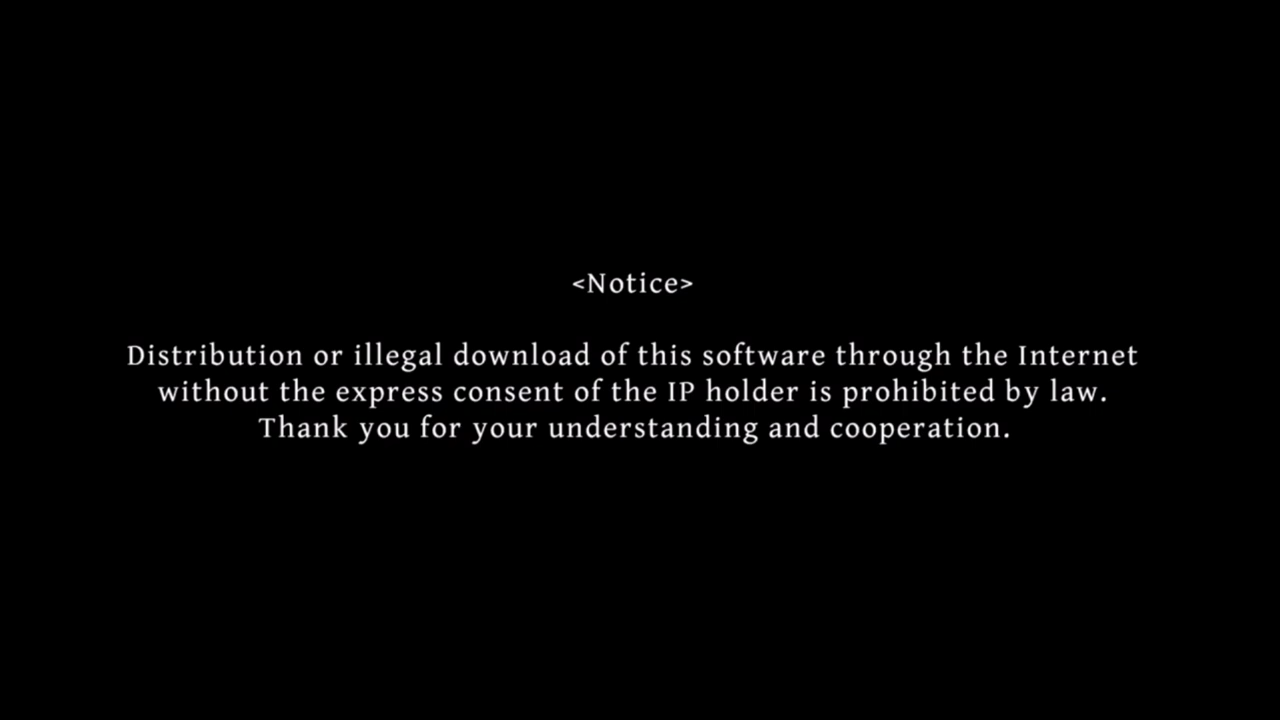 <Notice>
Distribution or illegal download of this software through the Internet
without the express consent of the IP holder is prohibited by law.
Thank you for your understanding and cooperation.